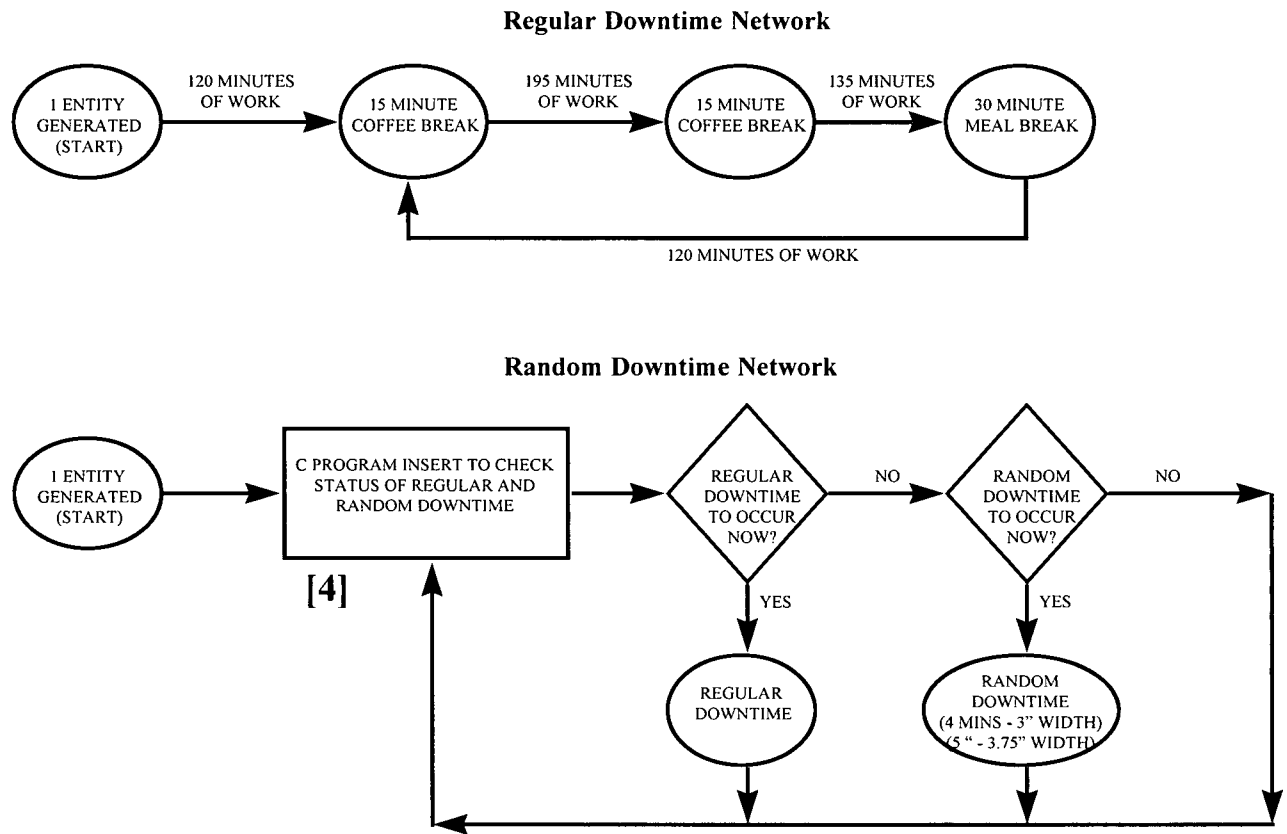 Regular Downtime Network
1 ENTITY
GENERATED
(START)
120 MINUTES
OF WORK
15 MINUTE
COFFEE BREAK
195 MINUTES
OF WORK
15 MINUTE
COFFEE BREAK
135 MINUTES
OF WORK
30 MINUTE
MEAL BREAK
120 MINUTES OF WORK
Random Downtime Network
1 ENTITY
GENERATED
(START)
C PROGRAM INSERT TO CHECK
STATUS OF REGULAR AND
RANDOM DOWNTIME
[4]
REGULAR
DOWNTIME
TO OCCUR
NOW?
NO
RANDOM
DOWNTIME
TO OCCUR
NOW?
NO
YES
YES
REGULAR
DOWNTIME
RANDOM
DOWNTIME
(4 MINS - 3" WIDTH)
(5 " - 3.75" WIDTH)